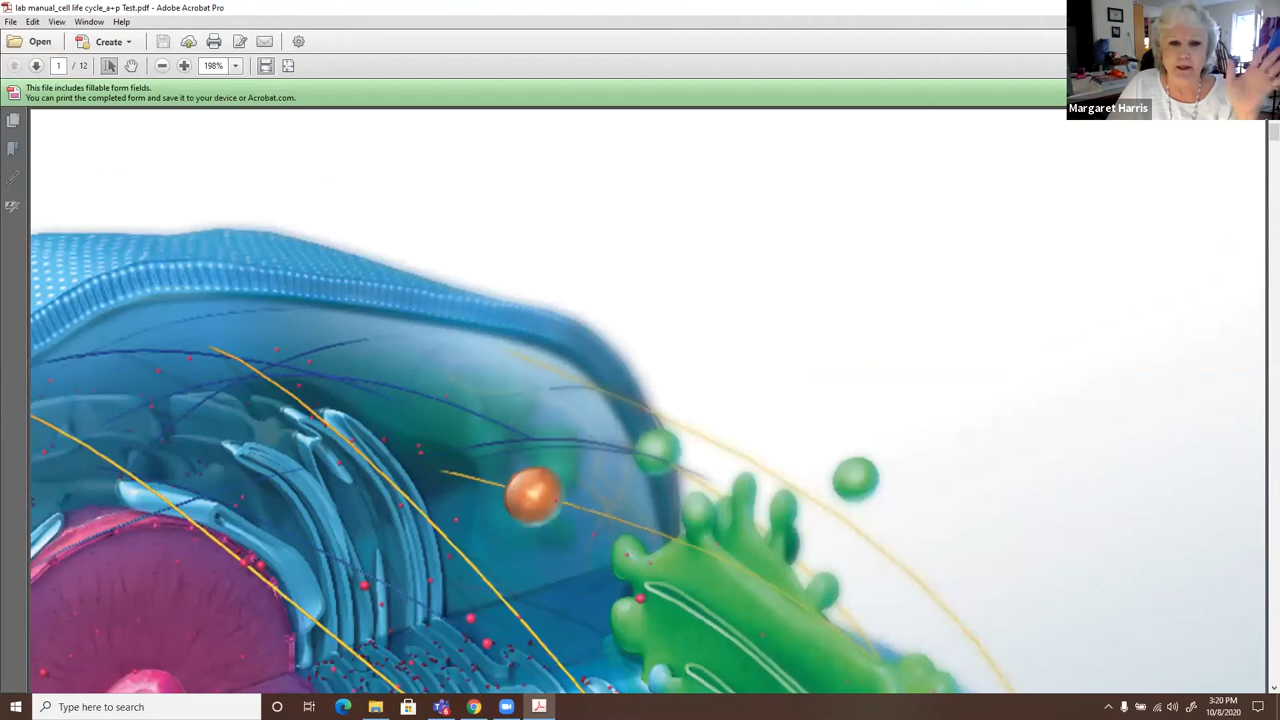 lab manual_cell life cycle_a+p Test.pdf - Adobe Acrobat Pro
File Edit View Window Help
Open Create
1 / 12 198%
This file includes fillable form fields.
You can print the completed form and save it to your device or Acrobat.com.
Margaret Harris
Type here to search
3:20 PM
10/8/2020